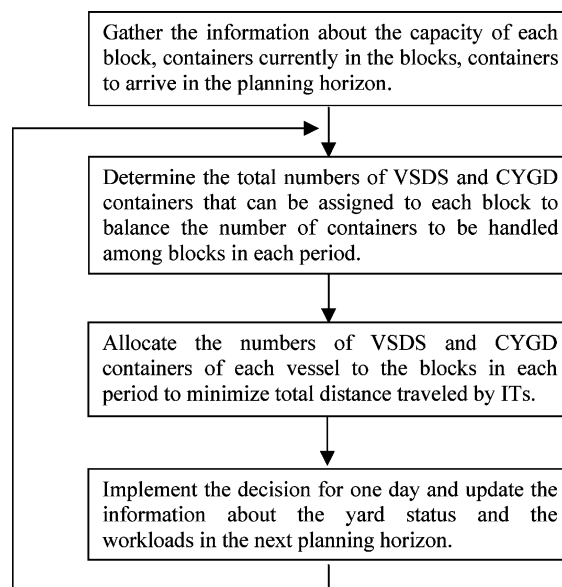 Gather the information about the capacity of each
block, containers currently in the blocks, containers
to arrive in the planning horizon.
Determine the total numbers of VSDS and CYGD
containers that can be assigned to each block to
balance the number of containers to be handled
among blocks in each period.
Allocate the numbers of VSDS and CYGD
containers of each vessel to the blocks in each
period to minimize total distance traveled by ITs.
Implement the decision for one day and update the
information about the yard status and the
workloads in the next planning horizon.